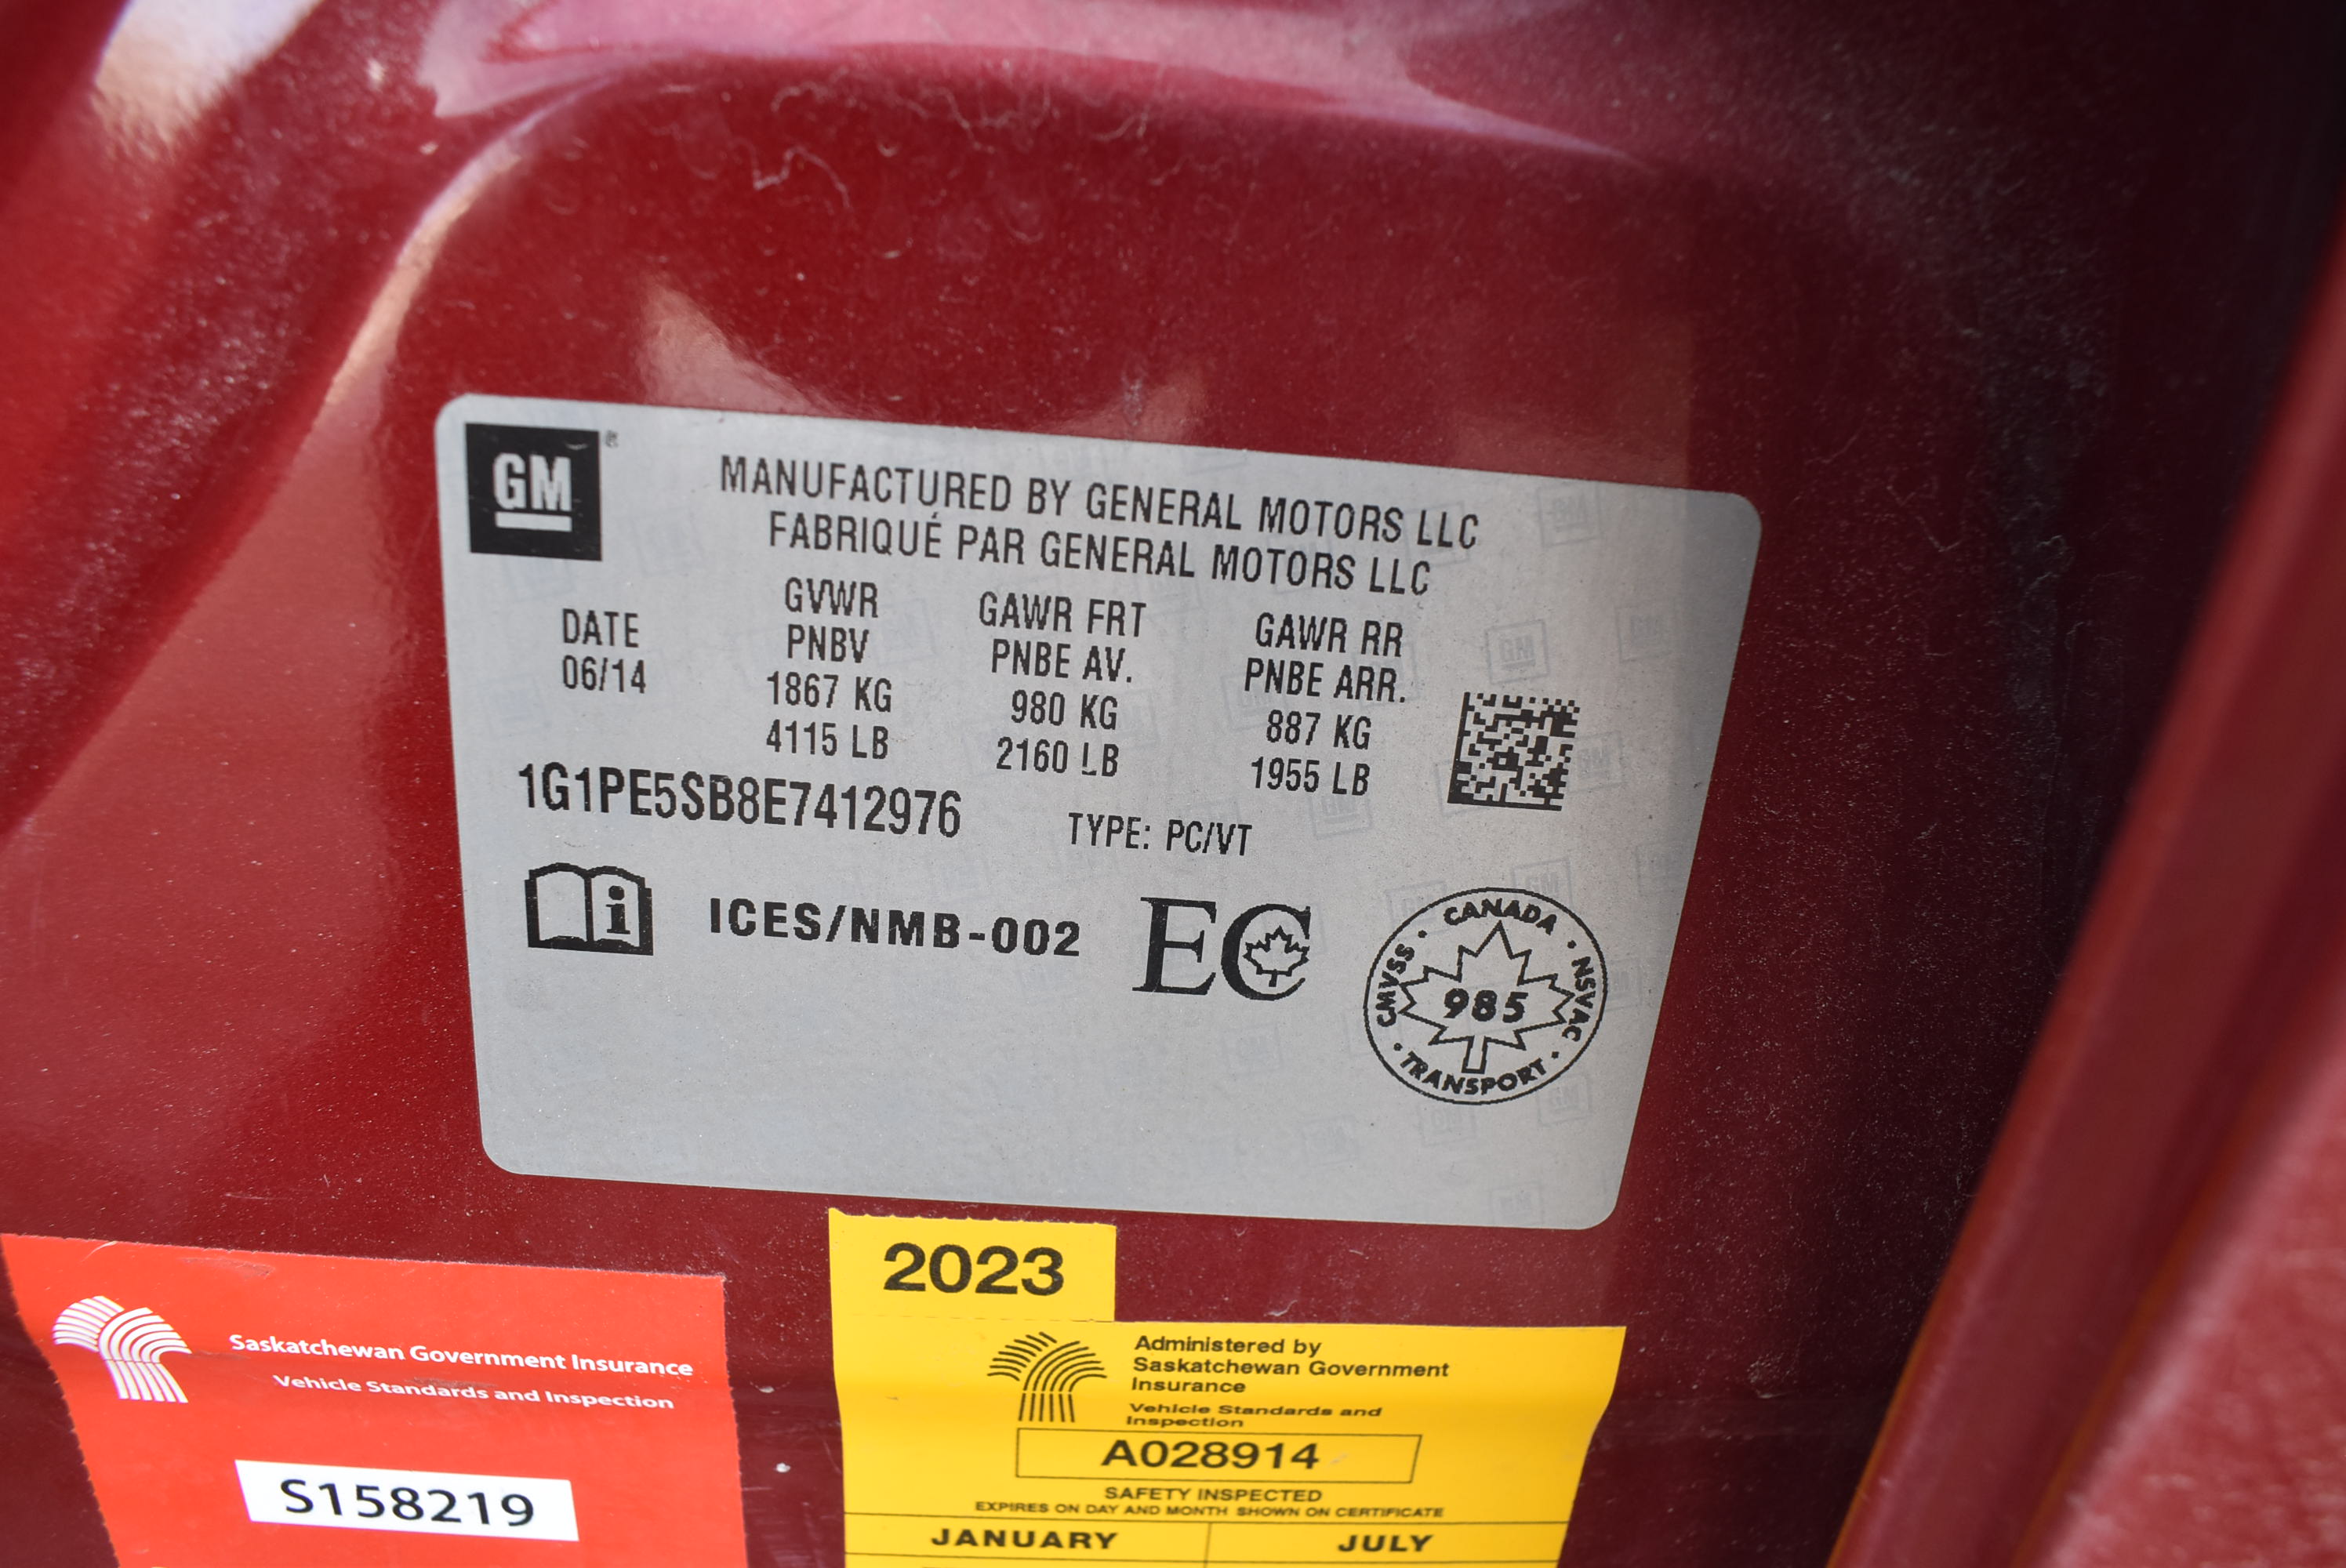 GM
®
MANUFACTURED BY GENERAL MOTORS LLC
FABRIQUÉ PAR GENERAL MOTORS LLC
DATE
06/14
GVWR
PNBV
1867 KG
4115 LB
GAWR FRT
PNBE AV.
980 KG
2160 LB
GAWR RR
PNBE ARR.
887 KG
1955 LB
1G1PE5SB8E7412976
TYPE: PC/VT
i
ICES/NMB-002
EC
CANADA · NSVAC · TRANSPORT · CMVSS ·
985
Saskatchewan Government Insurance
Vehicle Standards and Inspection
S158219
2023
Administered by
Saskatchewan Government
Insurance
Vehicle Standards and
Inspection
A028914
SAFETY INSPECTED
EXPIRES ON DAY AND MONTH SHOWN ON CERTIFICATE
JANUARY
JULY